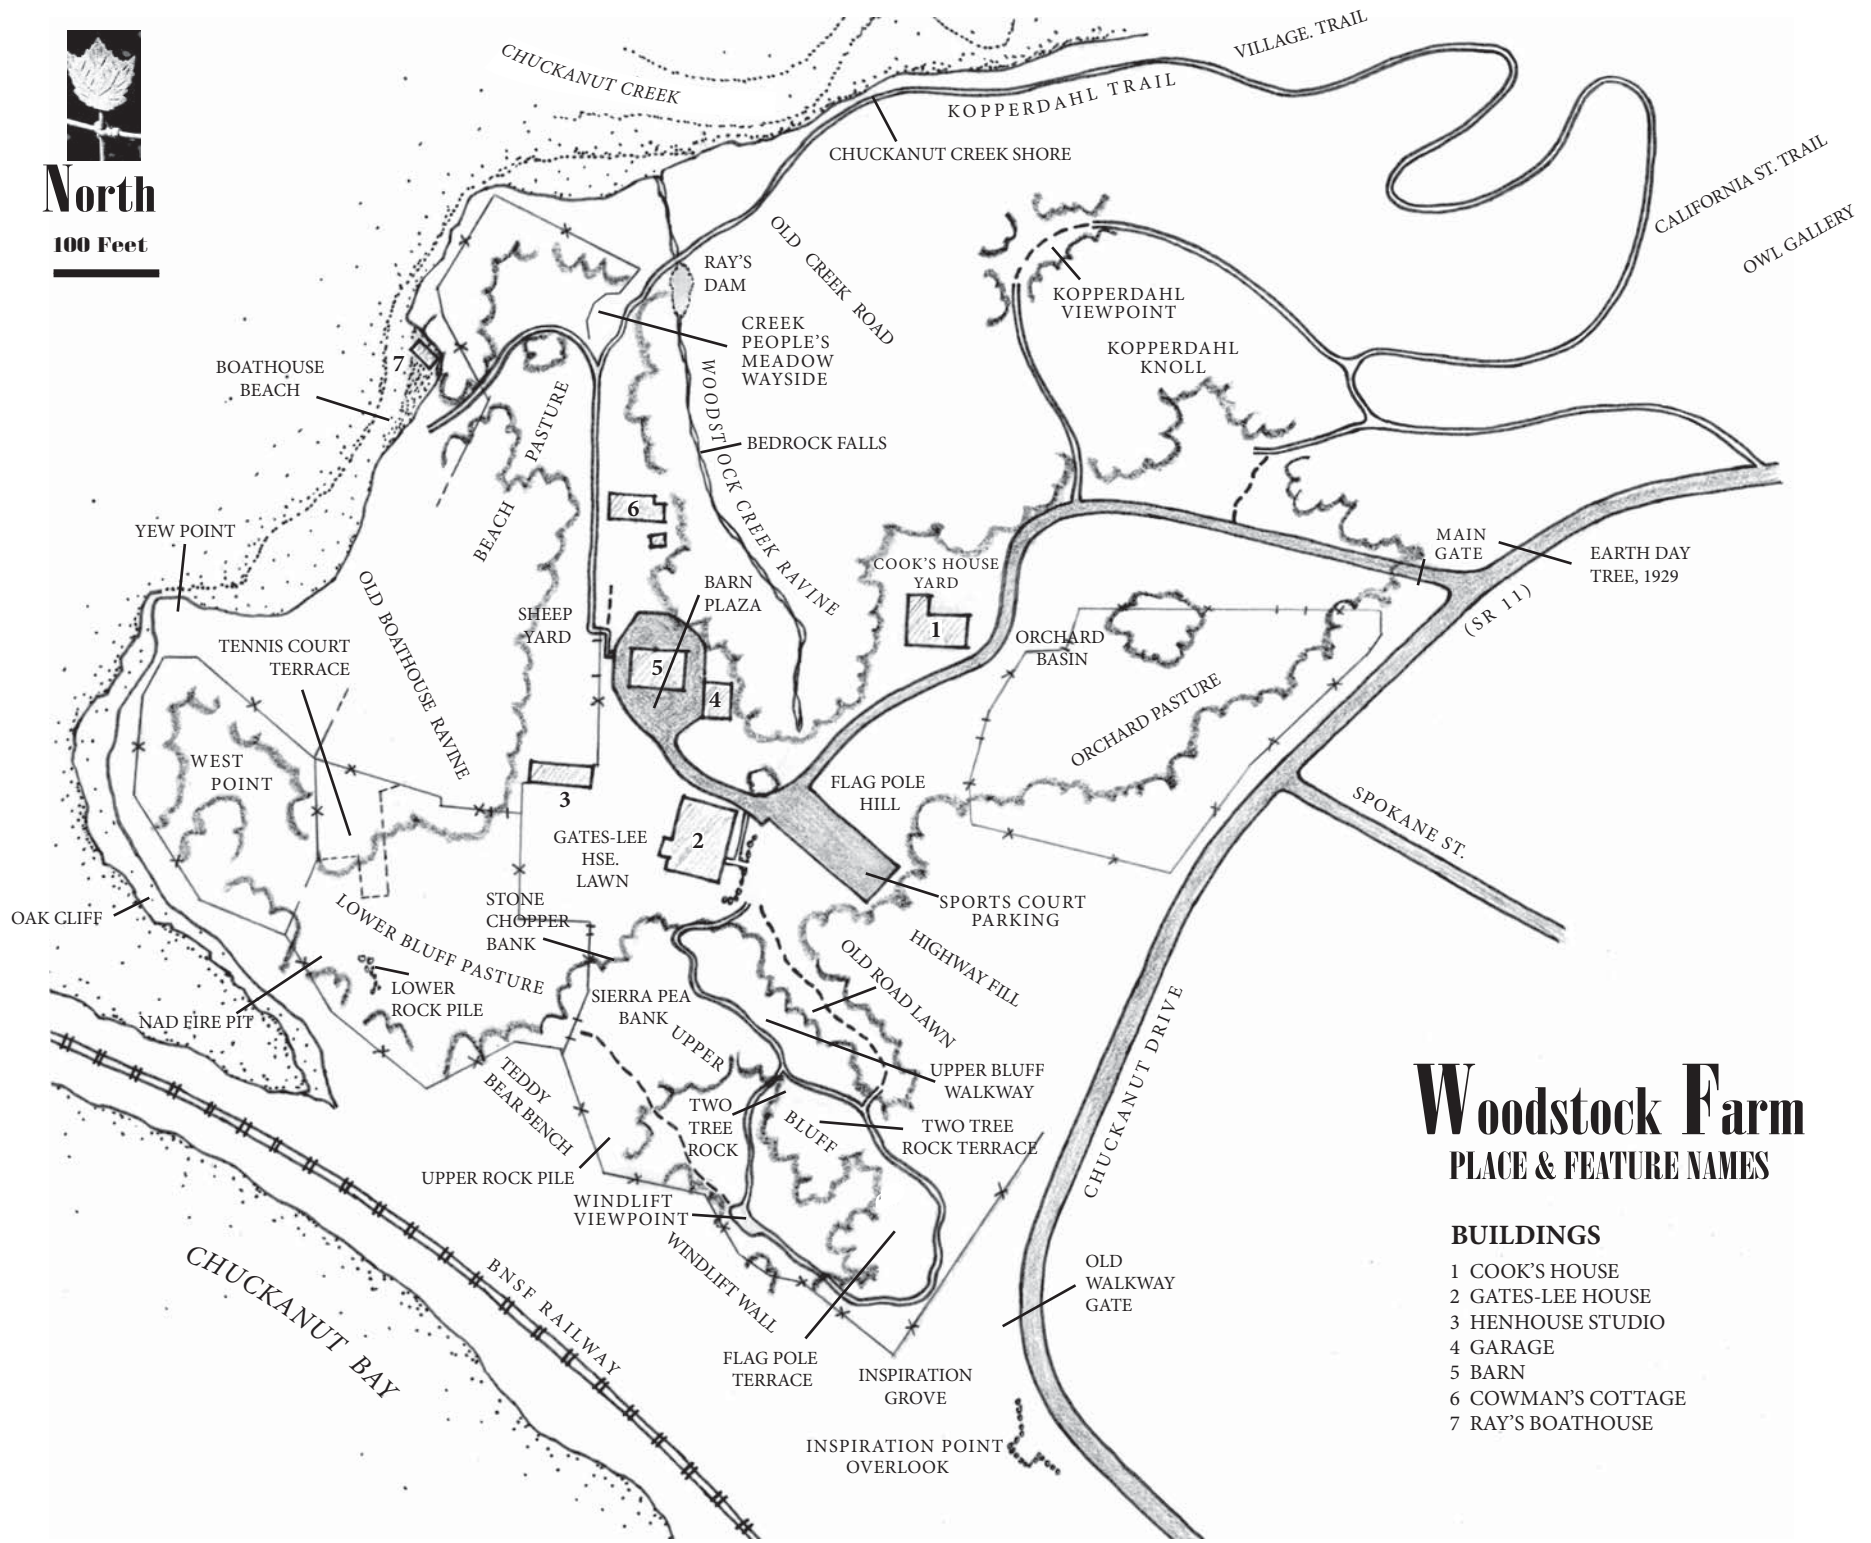 North
100 Feet
CHUCKANUT CREEK
VILLAGE. TRAIL
KOPPERDAHL TRAIL
CHUCKANUT CREEK SHORE
CALIFORNIA ST. TRAIL
OWL GALLERY
OLD CREEK ROAD
RAY'S
DAM
KOPPERDAHL
VIEWPOINT
CREEK
PEOPLE'S
MEADOW
WAYSIDE
KOPPERDAHL
KNOLL
7
BOATHOUSE
BEACH
BEACH PASTURE
WOODSTOCK CREEK RAVINE
BEDROCK FALLS
6
YEW POINT
MAIN
GATE
EARTH DAY
TREE, 1929
(SR 11)
COOK'S HOUSE
YARD
1
BARN
PLAZA
SHEEP
YARD
OLD BOATHOUSE RAVINE
TENNIS COURT
TERRACE
ORCHARD
BASIN
5
4
ORCHARD PASTURE
WEST
POINT
3
FLAG POLE
HILL
SPOKANE ST.
2
GATES-LEE
HSE.
LAWN
STONE
CHOPPER
BANK
SPORTS COURT
PARKING
OAK CLIFF
LOWER BLUFF PASTURE
HIGHWAY FILL
OLD ROAD LAWN
LOWER
ROCK PILE
NAD FIRE PIT
SIERRA PEA
BANK
UPPER
BLUFF
TEDDY
BEAR BENCH
UPPER BLUFF
WALKWAY
TWO
TREE
ROCK
TWO TREE
ROCK TERRACE
CHUCKANUT DRIVE
UPPER ROCK PILE
WINDLIFT
VIEWPOINT
WINDLIFT WALL
BNSF RAILWAY
CHUCKANUT BAY
OLD
WALKWAY
GATE
FLAG POLE
TERRACE
INSPIRATION
GROVE
INSPIRATION POINT
OVERLOOK
Woodstock Farm
PLACE & FEATURE NAMES
BUILDINGS
1 COOK'S HOUSE
2 GATES-LEE HOUSE
3 HENHOUSE STUDIO
4 GARAGE
5 BARN
6 COWMAN'S COTTAGE
7 RAY'S BOATHOUSE